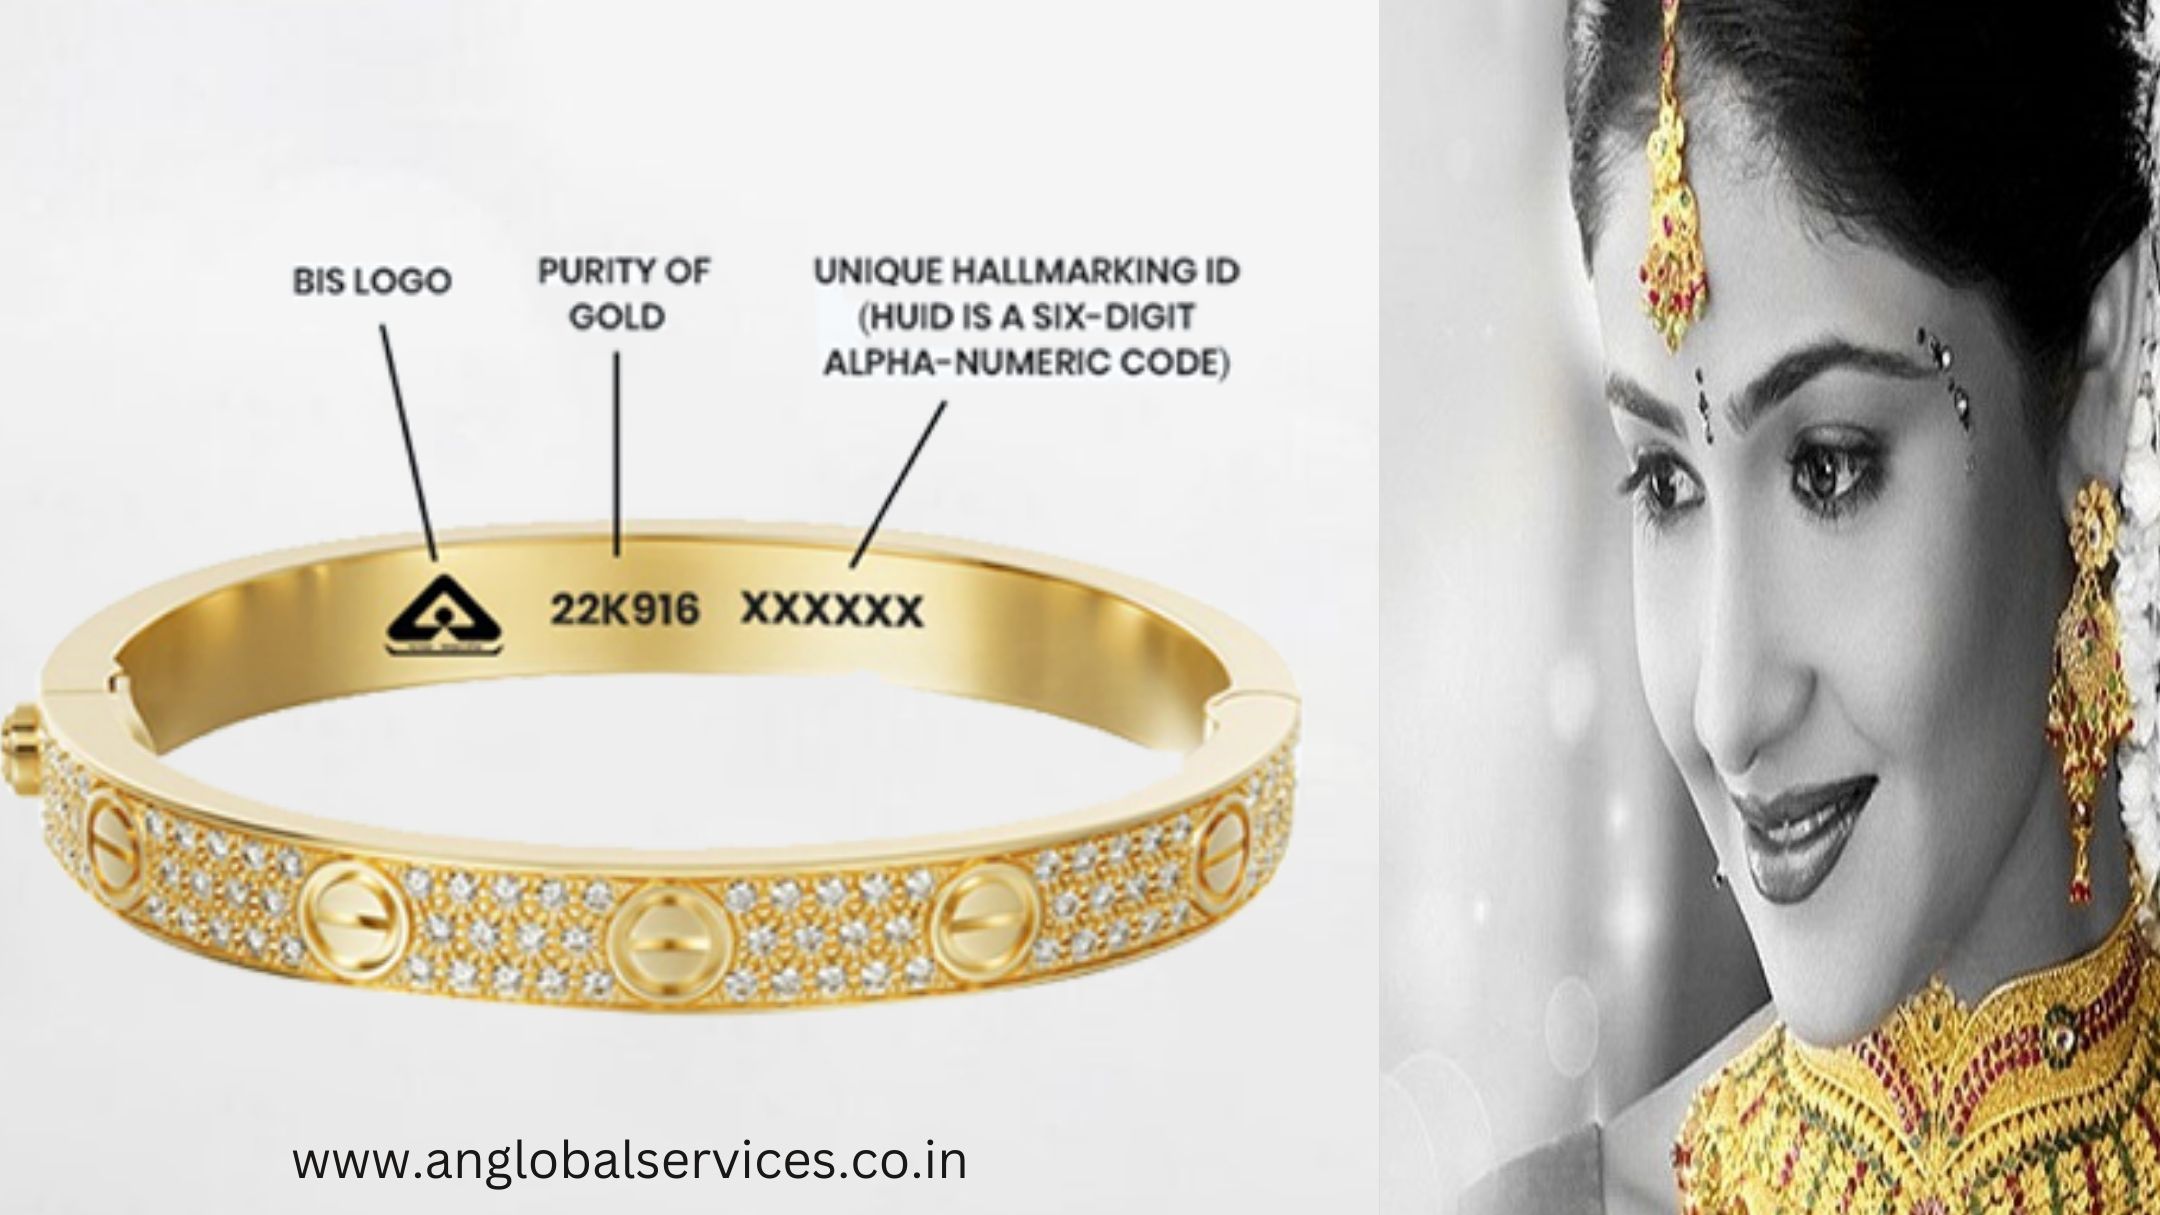 BIS LOGO
PURITY OF
GOLD
UNIQUE HALLMARKING ID
(HUID IS A SIX-DIGIT
ALPHA-NUMERIC CODE)
22K916
XXXXXX
www.anglobalservices.co.in